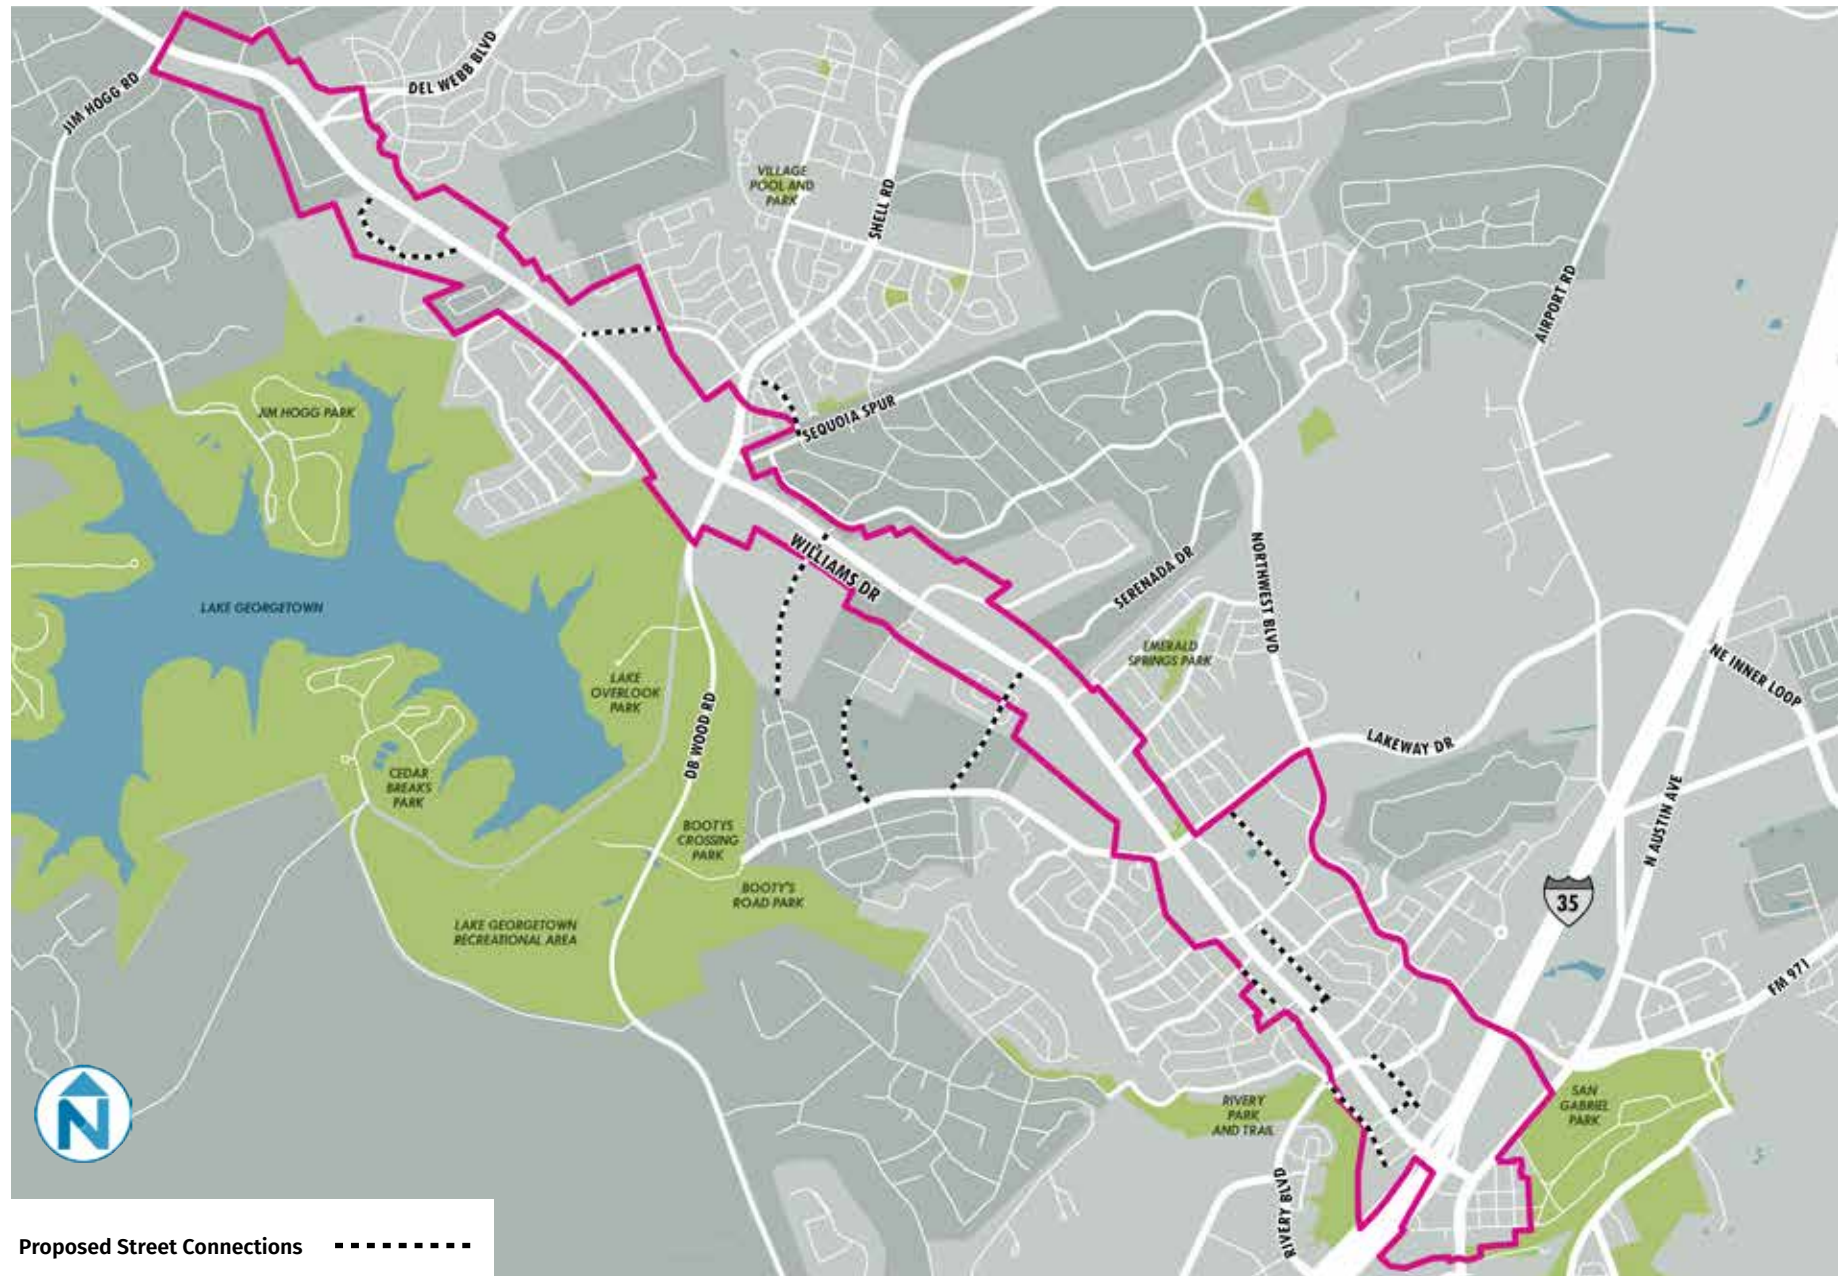 JIM HOGG RD
DEL WEBB BLVD
VILLAGE
POOL AND
PARK
SHELL RD
AIRPORT RD
JIM HOGG PARK
SEQUOIA SPUR
LAKE GEORGETOWN
WILLIAMS DR
SERENADA DR
NORTHWEST BLVD
EMERALD
SPRINGS PARK
NE INNER LOOP
LAKE
OVERLOOK
PARK
DB WOOD RD
LAKEWAY DR
CEDAR
BREAKS
PARK
N AUSTIN AVE
BOOTYS
CROSSING
PARK
BOOTY'S
ROAD PARK
35
LAKE GEORGETOWN
RECREATIONAL AREA
FM 971
N
RIVERY
PARK
AND TRAIL
SAN
GABRIEL
PARK
RIVERY BLVD
Proposed Street Connections